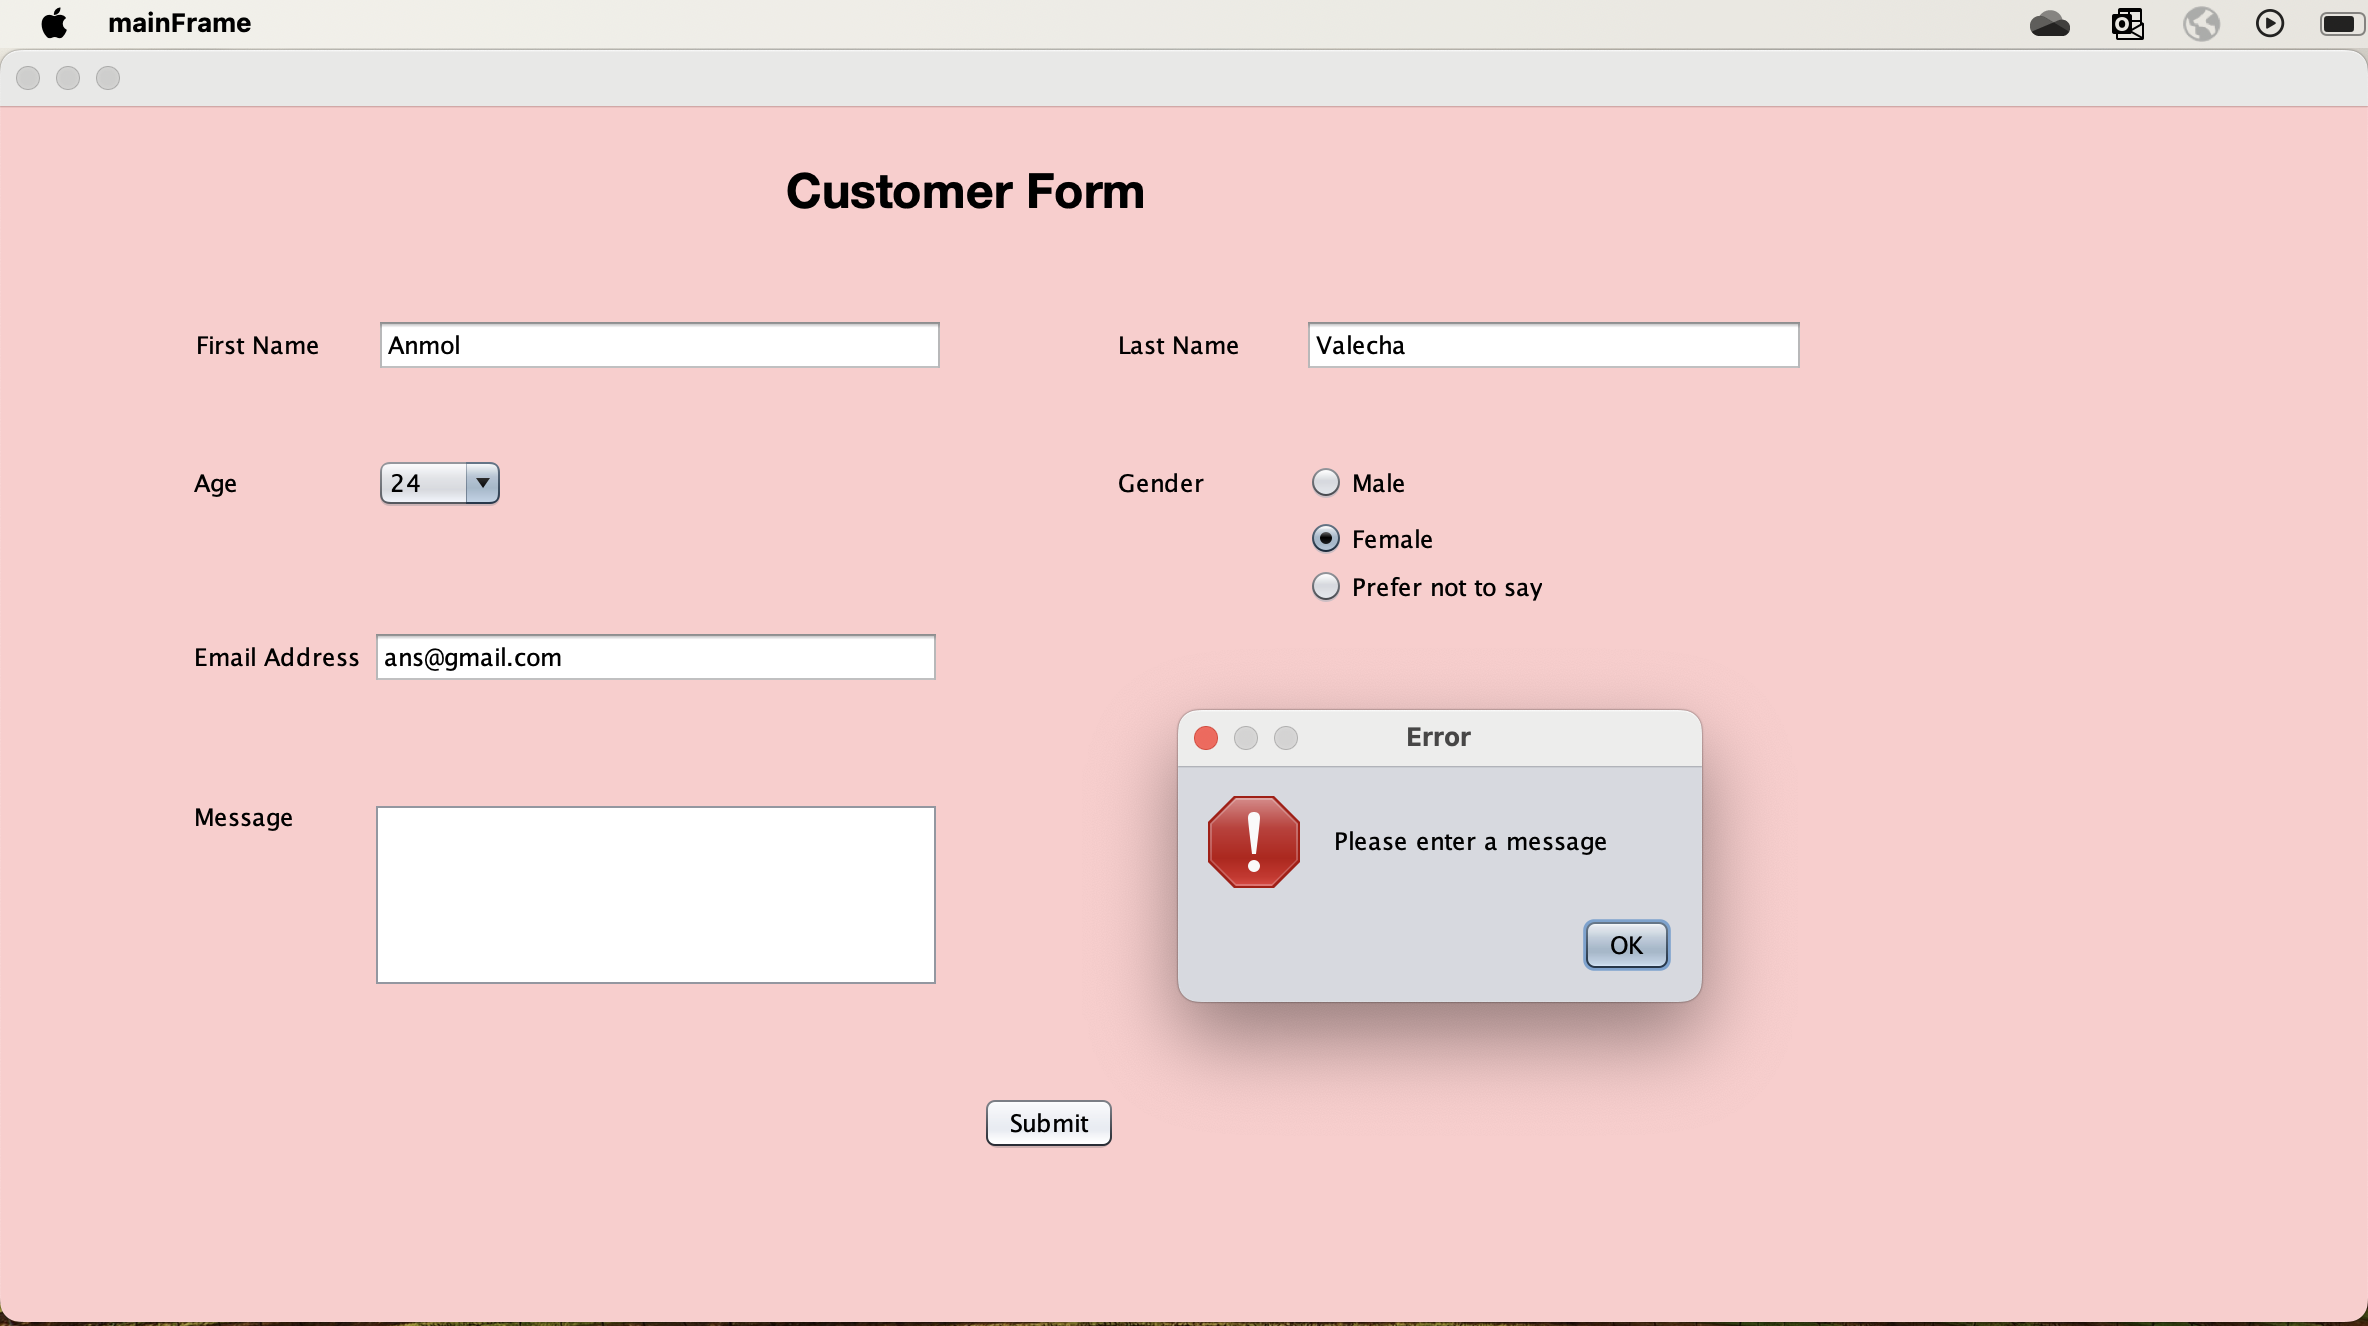 mainFrame
Customer Form
First Name Anmol Last Name Valecha
Age 24 Gender Male
Female
Prefer not to say
Email Address ans@gmail.com
Error
Message Please enter a message
OK
Submit